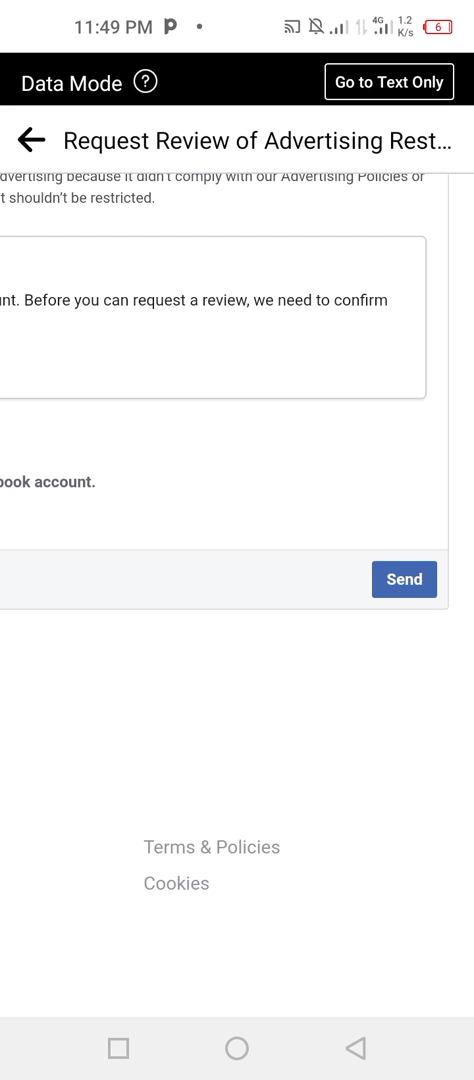 11:49 PM
4G 1.2 K/s 6
Data Mode ?
Go to Text Only
Request Review of Advertising Rest...
dvertising because it didn't comply with our Advertising Policies or
t shouldn't be restricted.
unt. Before you can request a review, we need to confirm
book account.
Send
Terms & Policies
Cookies